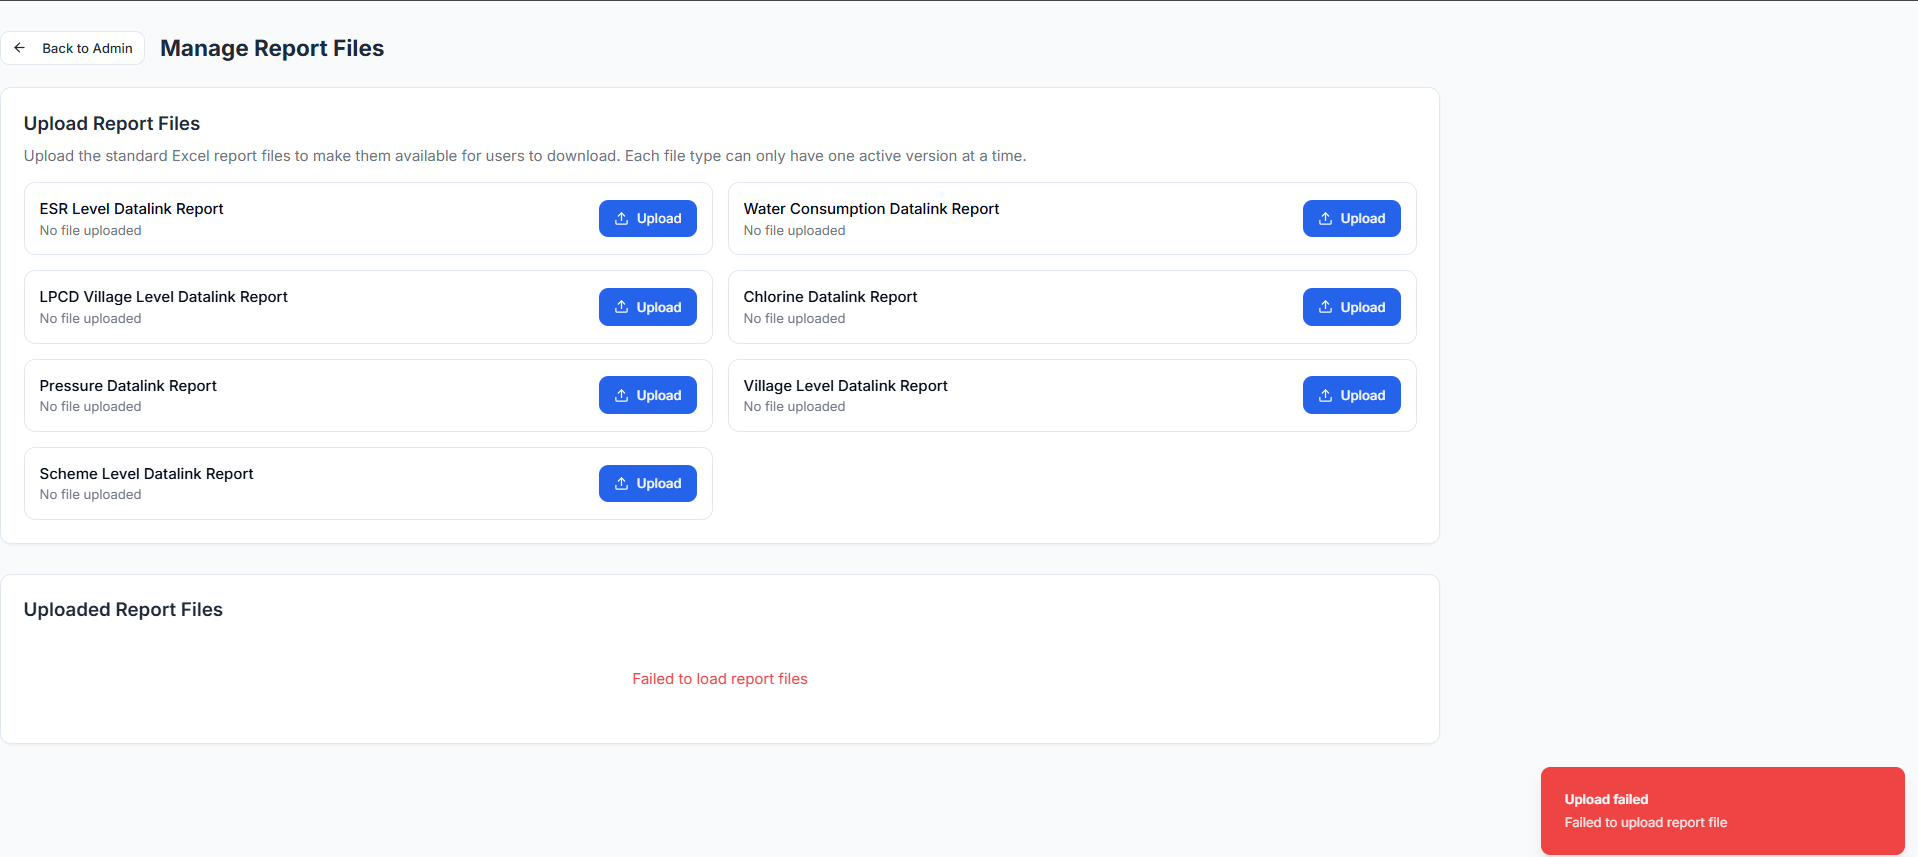 Back to Admin
Manage Report Files
Upload Report Files
Upload the standard Excel report files to make them available for users to download. Each file type can only have one active version at a time.
ESR Level Datalink Report
No file uploaded
Upload
Water Consumption Datalink Report
No file uploaded
Upload
LPCD Village Level Datalink Report
No file uploaded
Upload
Chlorine Datalink Report
No file uploaded
Upload
Pressure Datalink Report
No file uploaded
Upload
Village Level Datalink Report
No file uploaded
Upload
Scheme Level Datalink Report
No file uploaded
Upload
Uploaded Report Files
Failed to load report files
Upload failed
Failed to upload report file